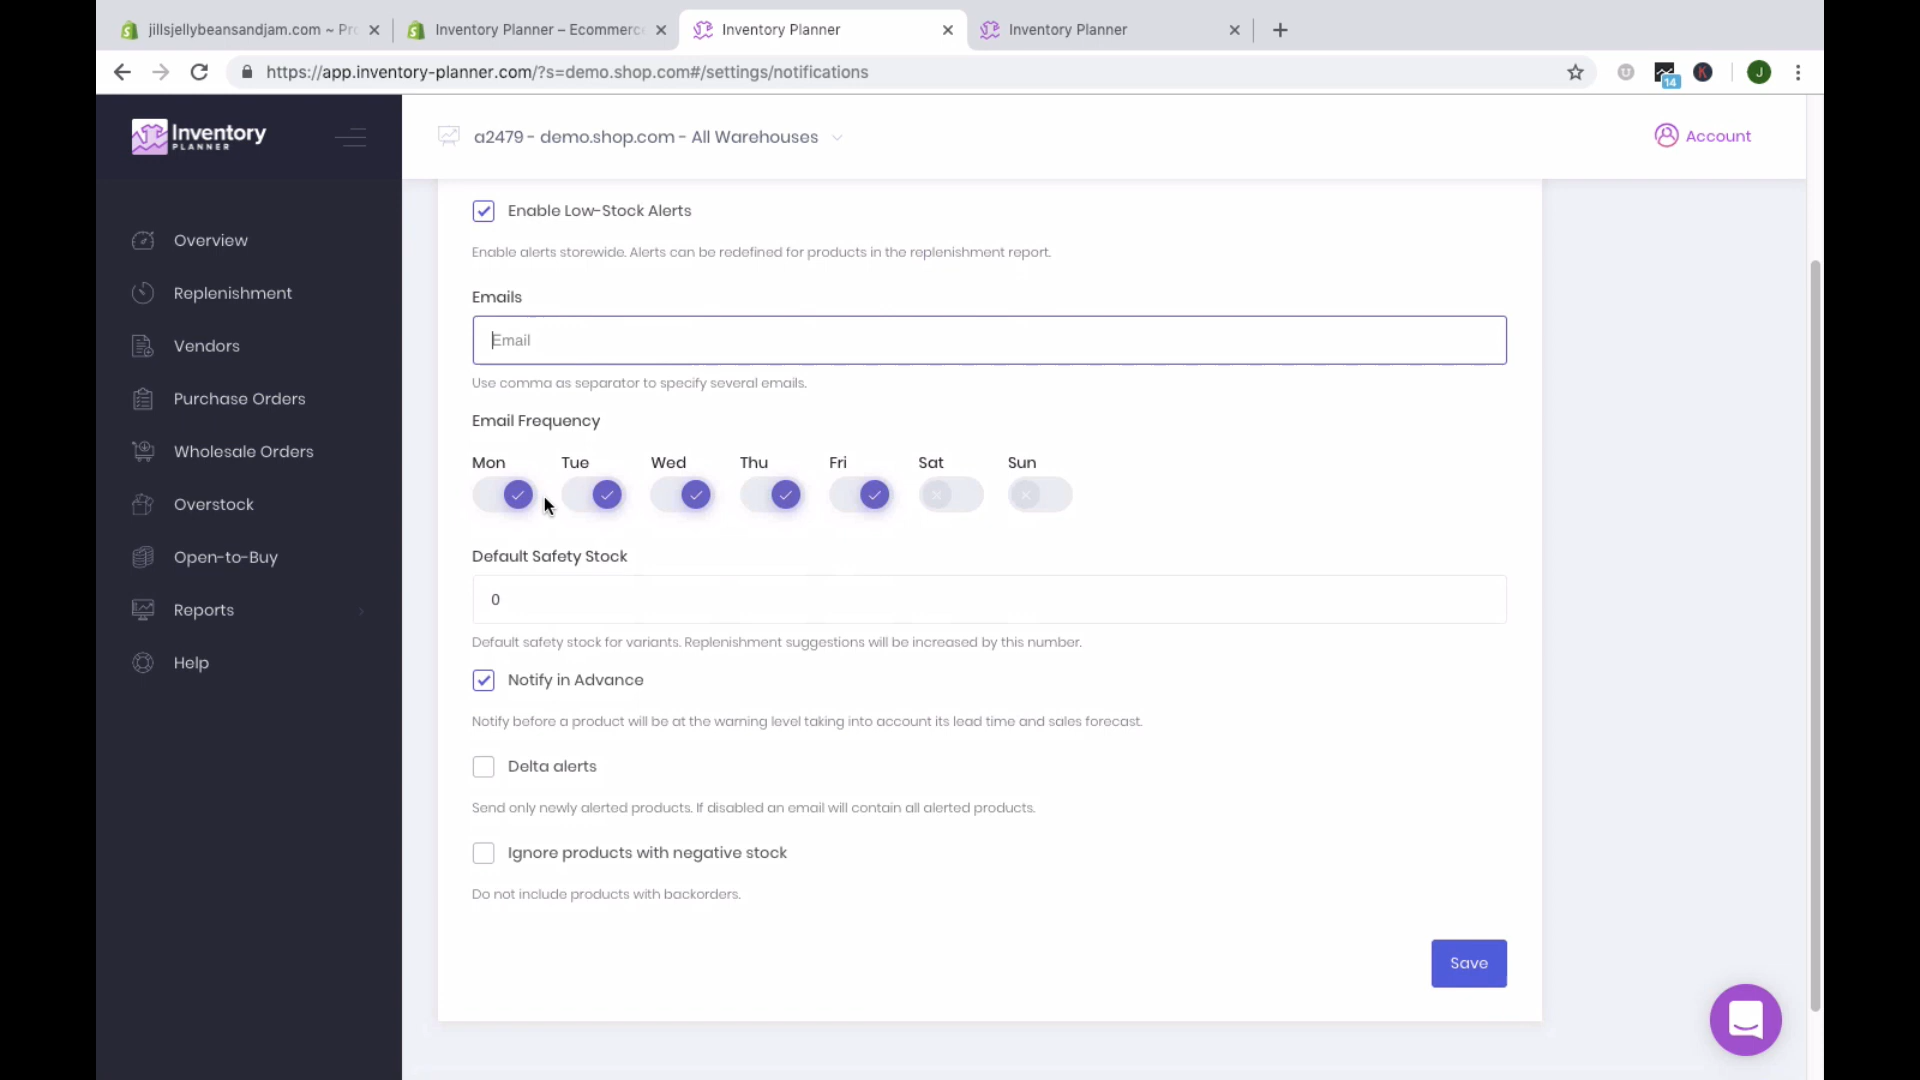 jillsjellybeansandjam.com ~ Pr
Inventory Planner – Ecommerc
Inventory Planner
Inventory Planner
https://app.inventory-planner.com/?s=demo.shop.com#/settings/notifications
14
K
J
Inventory
PLANNER
a2479 - demo.shop.com - All Warehouses
Account
Overview
Replenishment
Vendors
Purchase Orders
Wholesale Orders
Overstock
Open-to-Buy
Reports
Help
Enable Low-Stock Alerts
Enable alerts storewide. Alerts can be redefined for products in the replenishment report.
Emails
Email
Use comma as separator to specify several emails.
Email Frequency
Mon Tue Wed Thu Fri Sat Sun
Default Safety Stock
0
Default safety stock for variants. Replenishment suggestions will be increased by this number.
Notify in Advance
Notify before a product will be at the warning level taking into account its lead time and sales forecast.
Delta alerts
Send only newly alerted products. If disabled an email will contain all alerted products.
Ignore products with negative stock
Do not include products with backorders.
Save